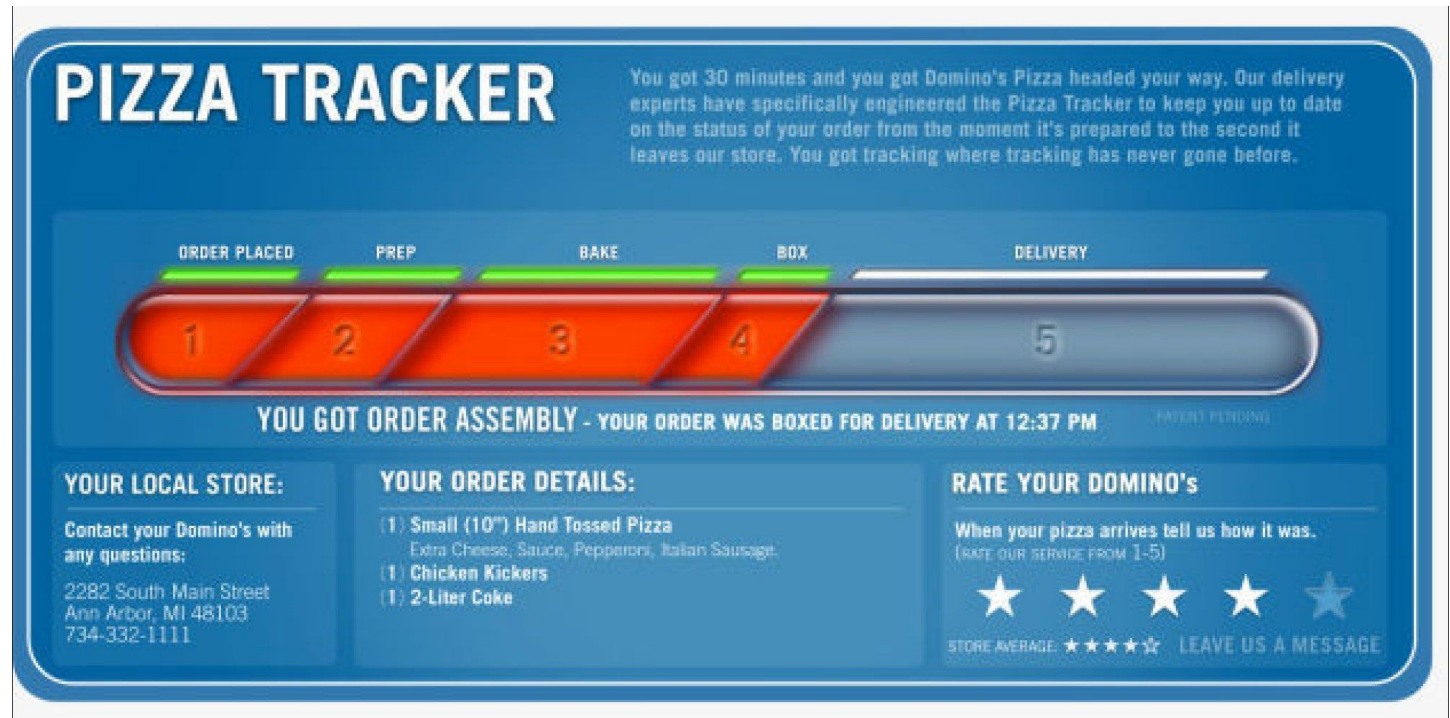 PIZZA TRACKER
You got 30 minutes and you got Domino's Pizza headed your way. Our delivery
experts have specifically engineered the Pizza Tracker to keep you up to date
on the status of your order from the moment it's prepared to the second it
leaves our store. You got tracking where tracking has never gone before.
ORDER PLACED PREP BAKE BOX DELIVERY
1 2 3 4 5
YOU GOT ORDER ASSEMBLY - YOUR ORDER WAS BOXED FOR DELIVERY AT 12:37 PM
PATENT PENDING
YOUR LOCAL STORE:
Contact your Domino's with
any questions:
2282 South Main Street
Ann Arbor, MI 48103
734-332-1111
YOUR ORDER DETAILS:
(1) Small (10") Hand Tossed Pizza
Extra Cheese, Sauce, Pepperoni, Italian Sausage.
(1) Chicken Kickers
(1) 2-Liter Coke
RATE YOUR DOMINO's
When your pizza arrives tell us how it was.
(RATE OUR SERVICE FROM 1-5)
STORE AVERAGE: LEAVE US A MESSAGE